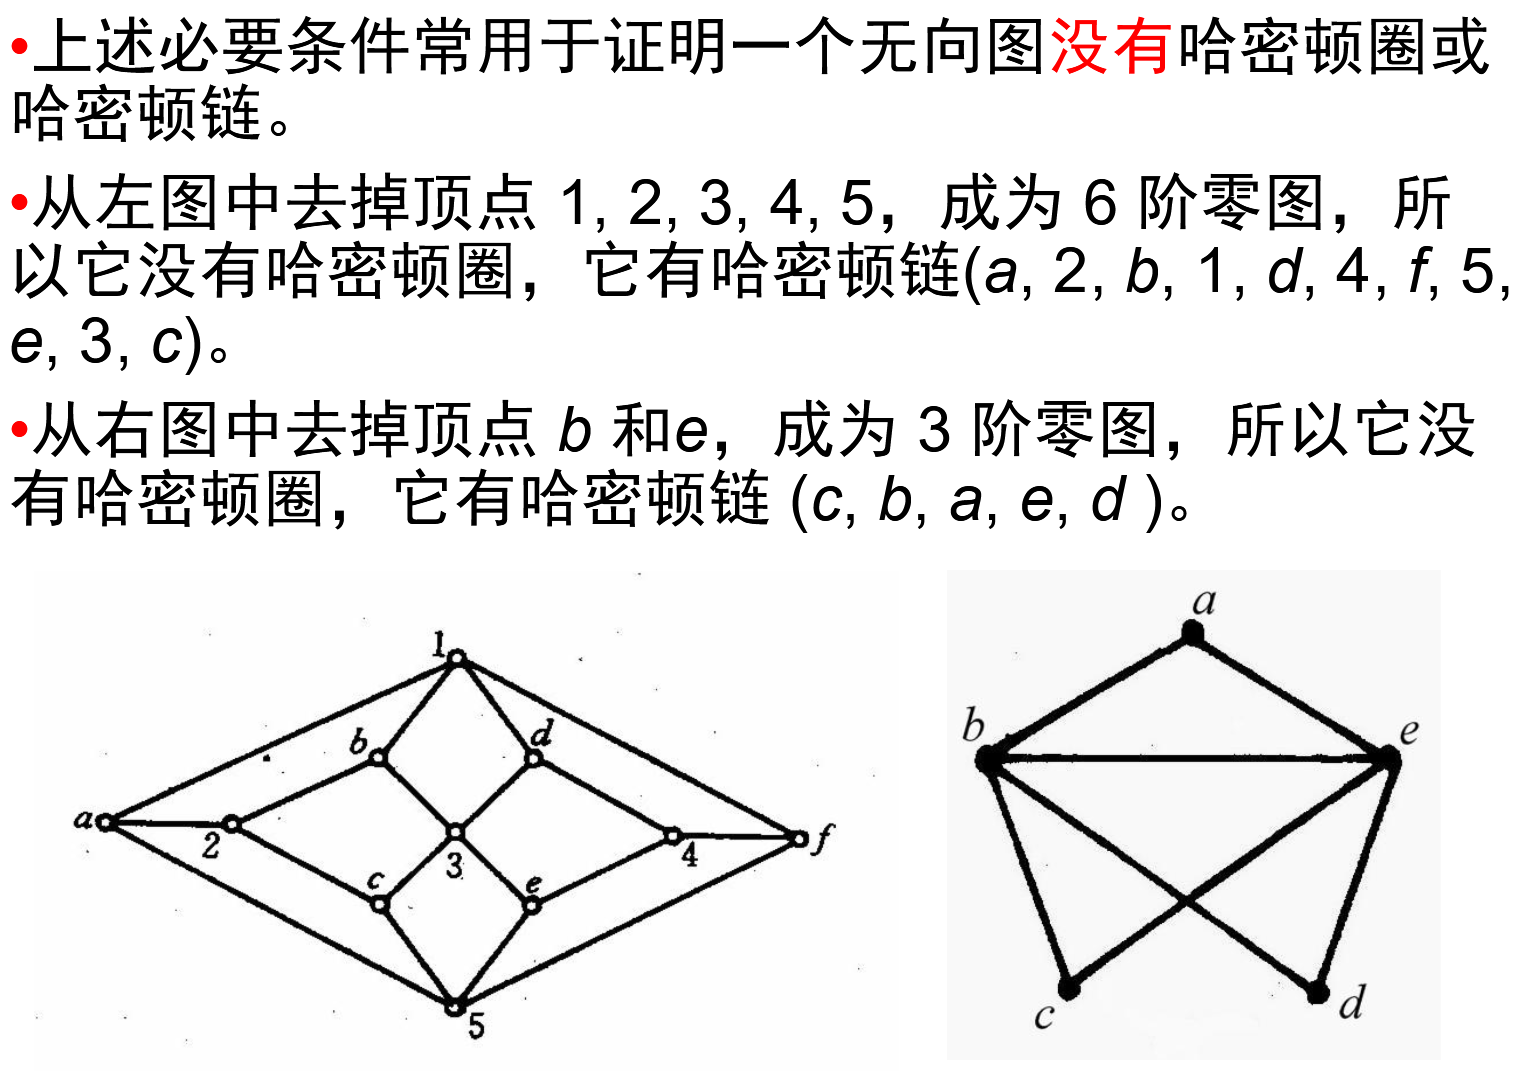 •上述必要条件常用于证明一个无向图没有哈密顿圈或
哈密顿链。
•从左图中去掉顶点 1, 2, 3, 4, 5，成为 6 阶零图，所
以它没有哈密顿圈，它有哈密顿链(a, 2, b, 1, d, 4, f, 5,
e, 3, c)。
•从右图中去掉顶点 b 和e，成为 3 阶零图，所以它没
有哈密顿圈，它有哈密顿链 (c, b, a, e, d )。
1
b
d
a
2
3
4
f
c
e
5
a
b
e
c
d